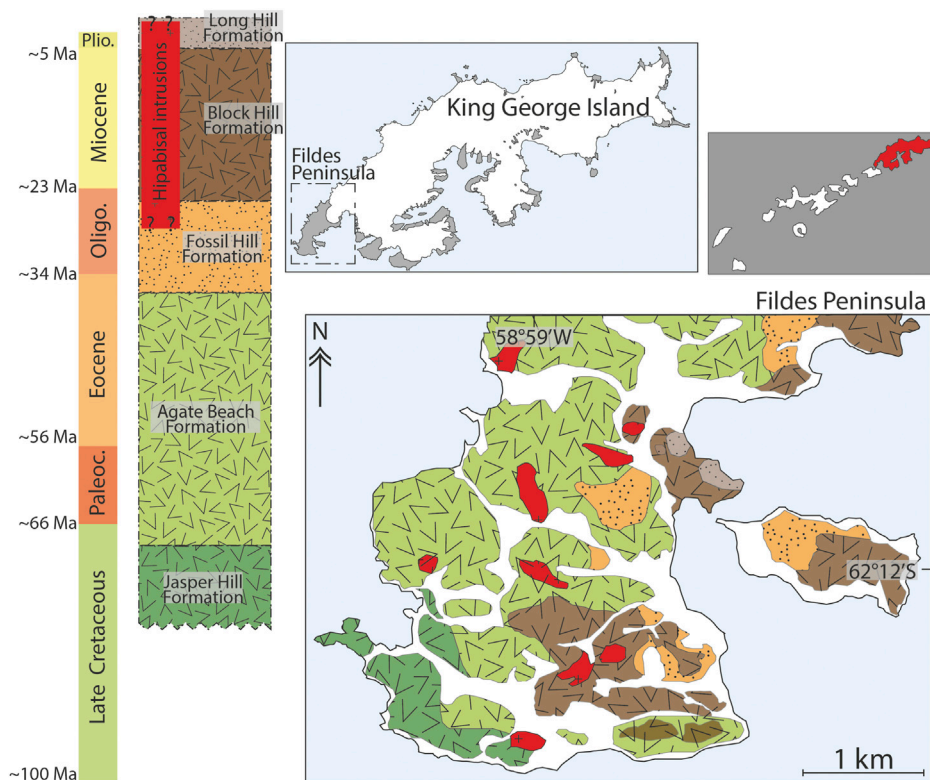 Plio.
~5 Ma
Miocene
~23 Ma
Oligo.
~34 Ma
Eocene
~56 Ma
Paleoc.
~66 Ma
Late Cretaceous
~100 Ma
? ?
Hipabisal intrusions
? ?
Long Hill
Formation
Block Hill
Formation
Fossil Hill
Formation
Agate Beach
Formation
Jasper Hill
Formation
King George Island
Fildes
Peninsula
Fildes Peninsula
N
58°59'W
62°12'S
1 km